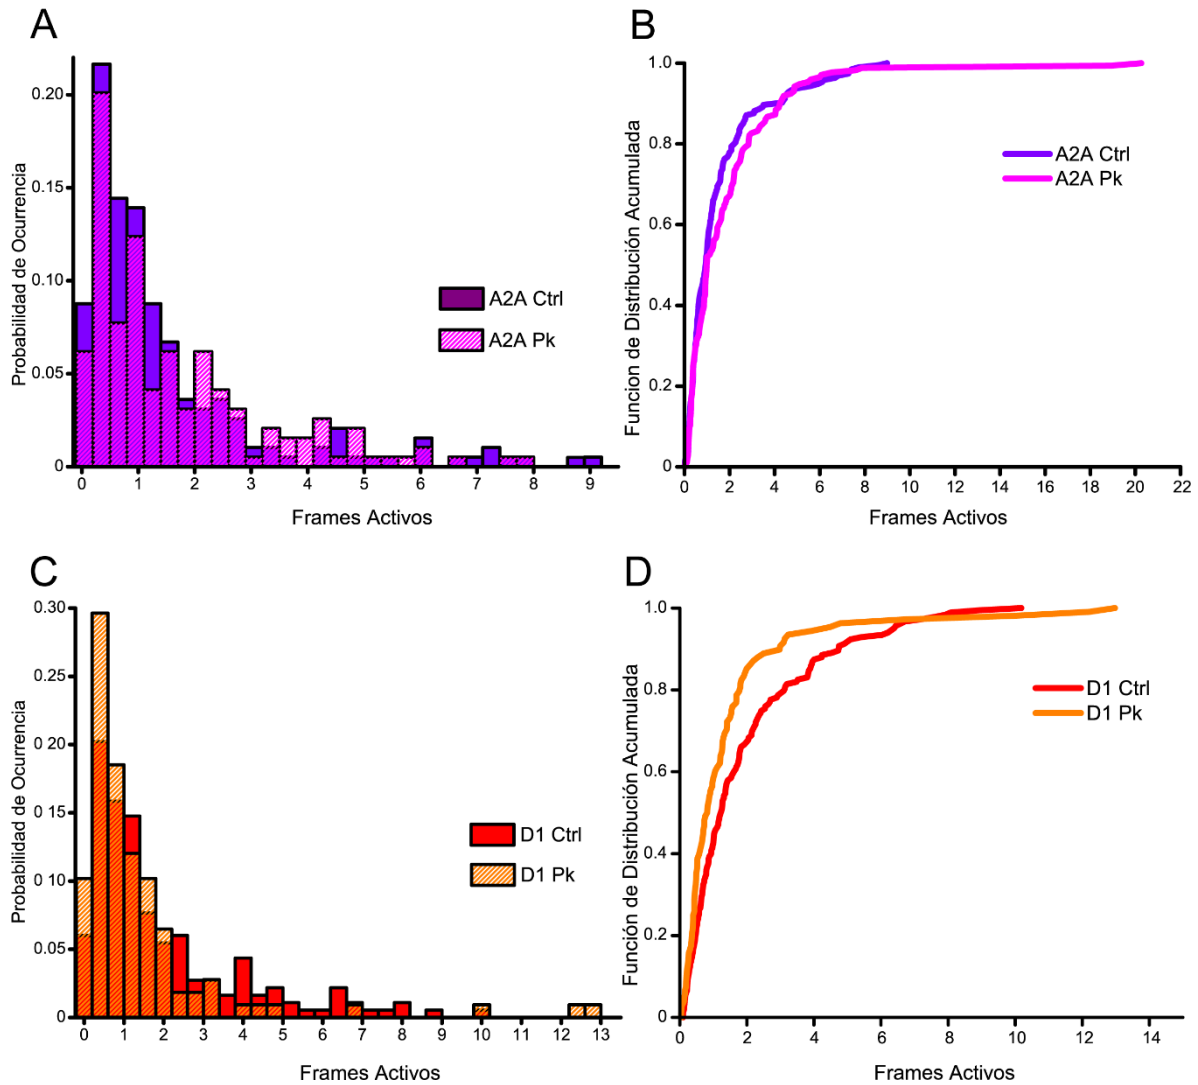 A
Probabilidad de Ocurrencia
0.20
0.15
0.10
0.05
0
0 1 2 3 4 5 6 7 8 9
Frames Activos
A2A Ctrl
A2A Pk
B
Funcion de Distribución Acumulada
1.0
0.8
0.6
0.4
0.2
0
0 2 4 6 8 10 12 14 16 18 20 22
Frames Activos
A2A Ctrl
A2A Pk
C
Probabilidad de Ocurrencia
0.30
0.25
0.20
0.15
0 10
0.05
0
0 1 2 3 4 5 6 7 8 9 10 11 12 13
Frames Activos
D1 Ctrl
D1 Pk
D
Función de Distribución Acumulada
1.0
0.8
0.6
0.4
0.2
0
0 2 4 6 8 10 12 14
Frames Activos
D1 Ctrl
D1 Pk